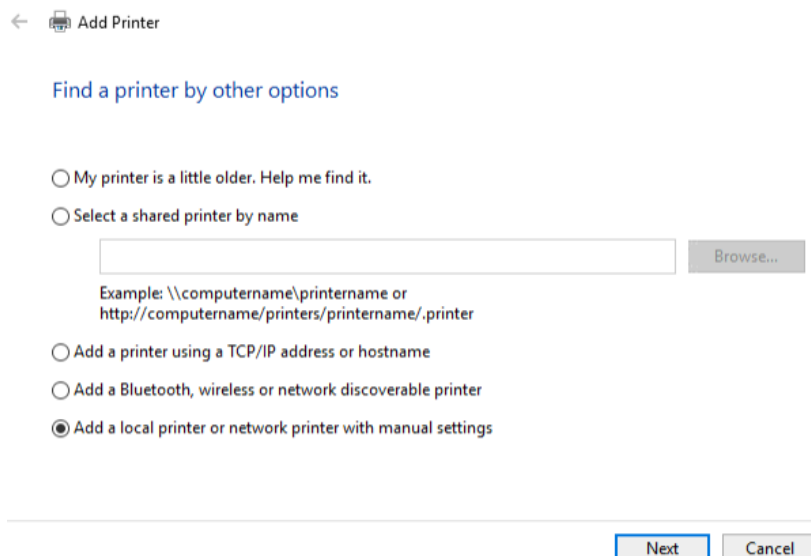 Add Printer
Find a printer by other options
My printer is a little older. Help me find it.
Select a shared printer by name
Browse...
Example: \\computername\printername or
http://computername/printers/printername/.printer
Add a printer using a TCP/IP address or hostname
Add a Bluetooth, wireless or network discoverable printer
Add a local printer or network printer with manual settings
Next Cancel